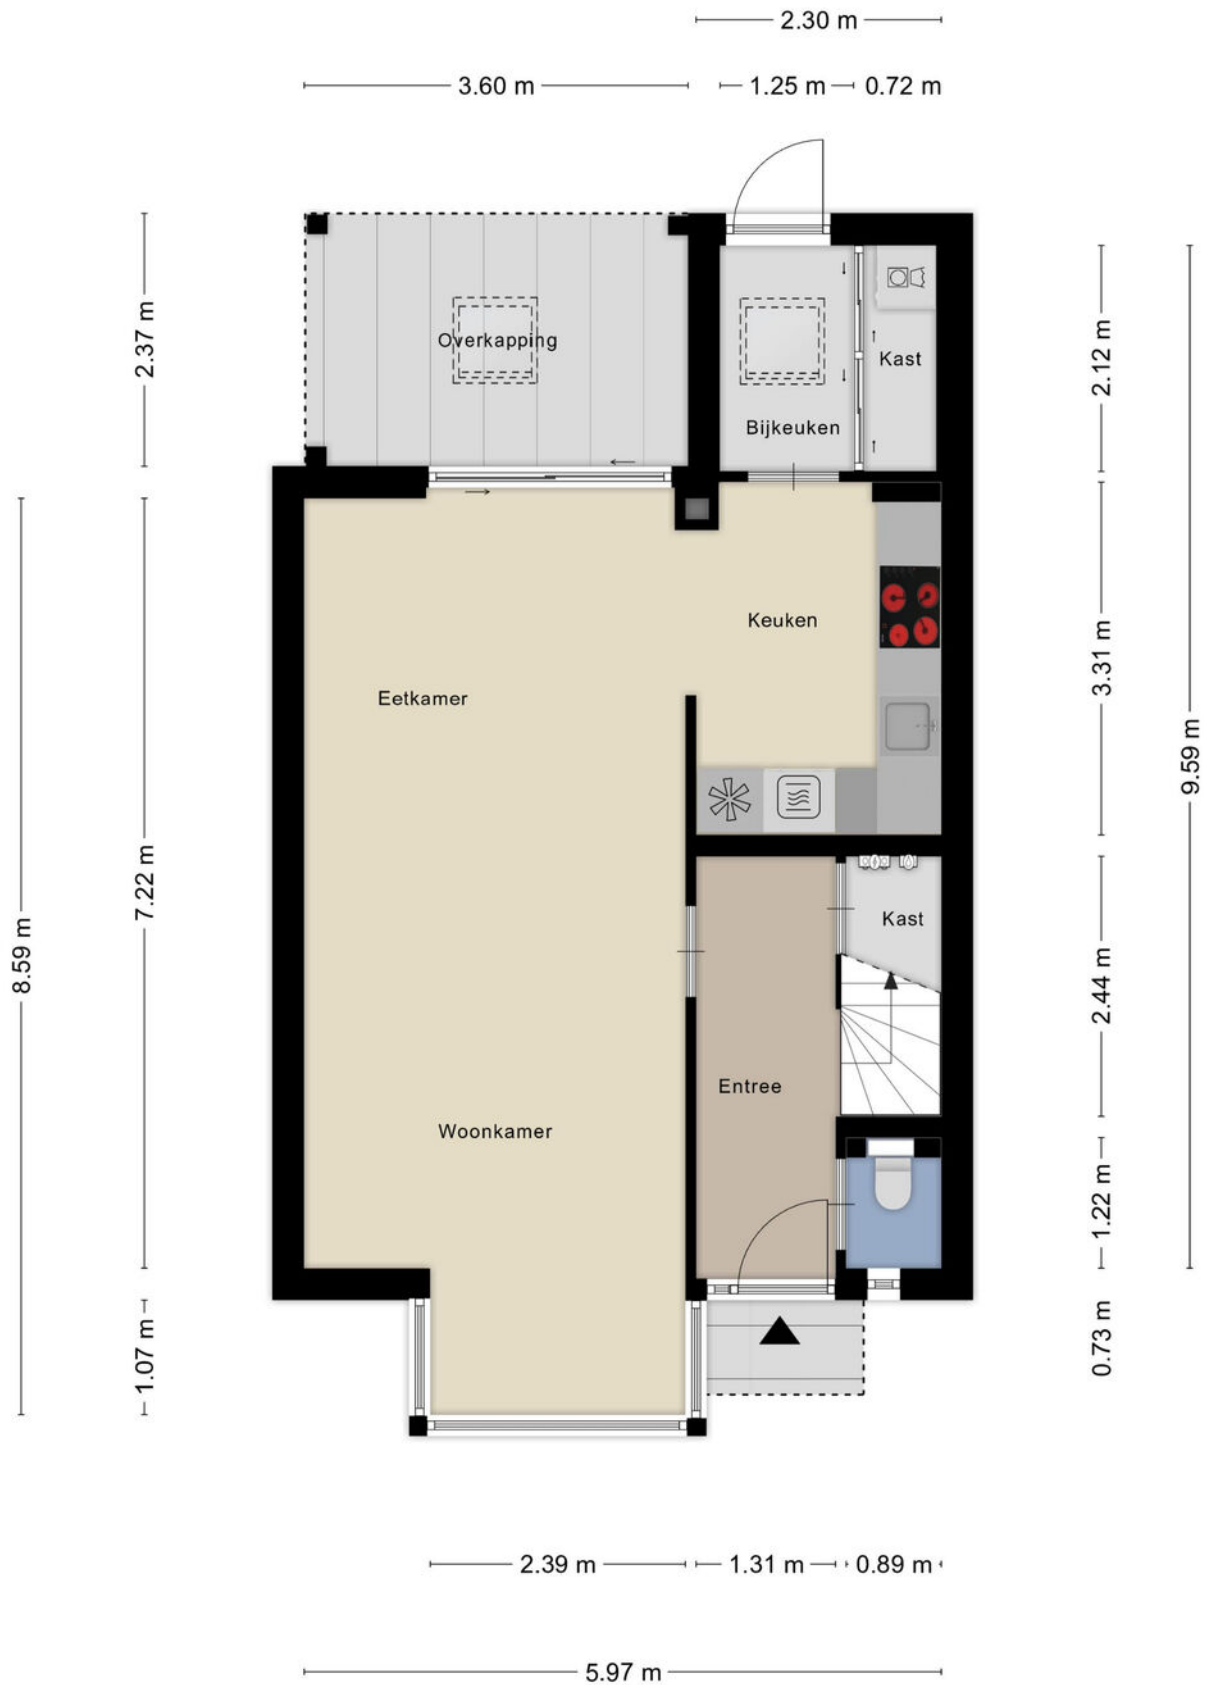 2.30 m
3.60 m
1.25 m
0.72 m
2.37 m
Overkapping
Kast
Bijkeuken
2.12 m
Keuken
3.31 m
Eetkamer
9.59 m
7.22 m
8.59 m
Kast
2.44 m
Entree
Woonkamer
1.22 m
1.07 m
0.73 m
2.39 m
1.31 m
0.89 m
5.97 m